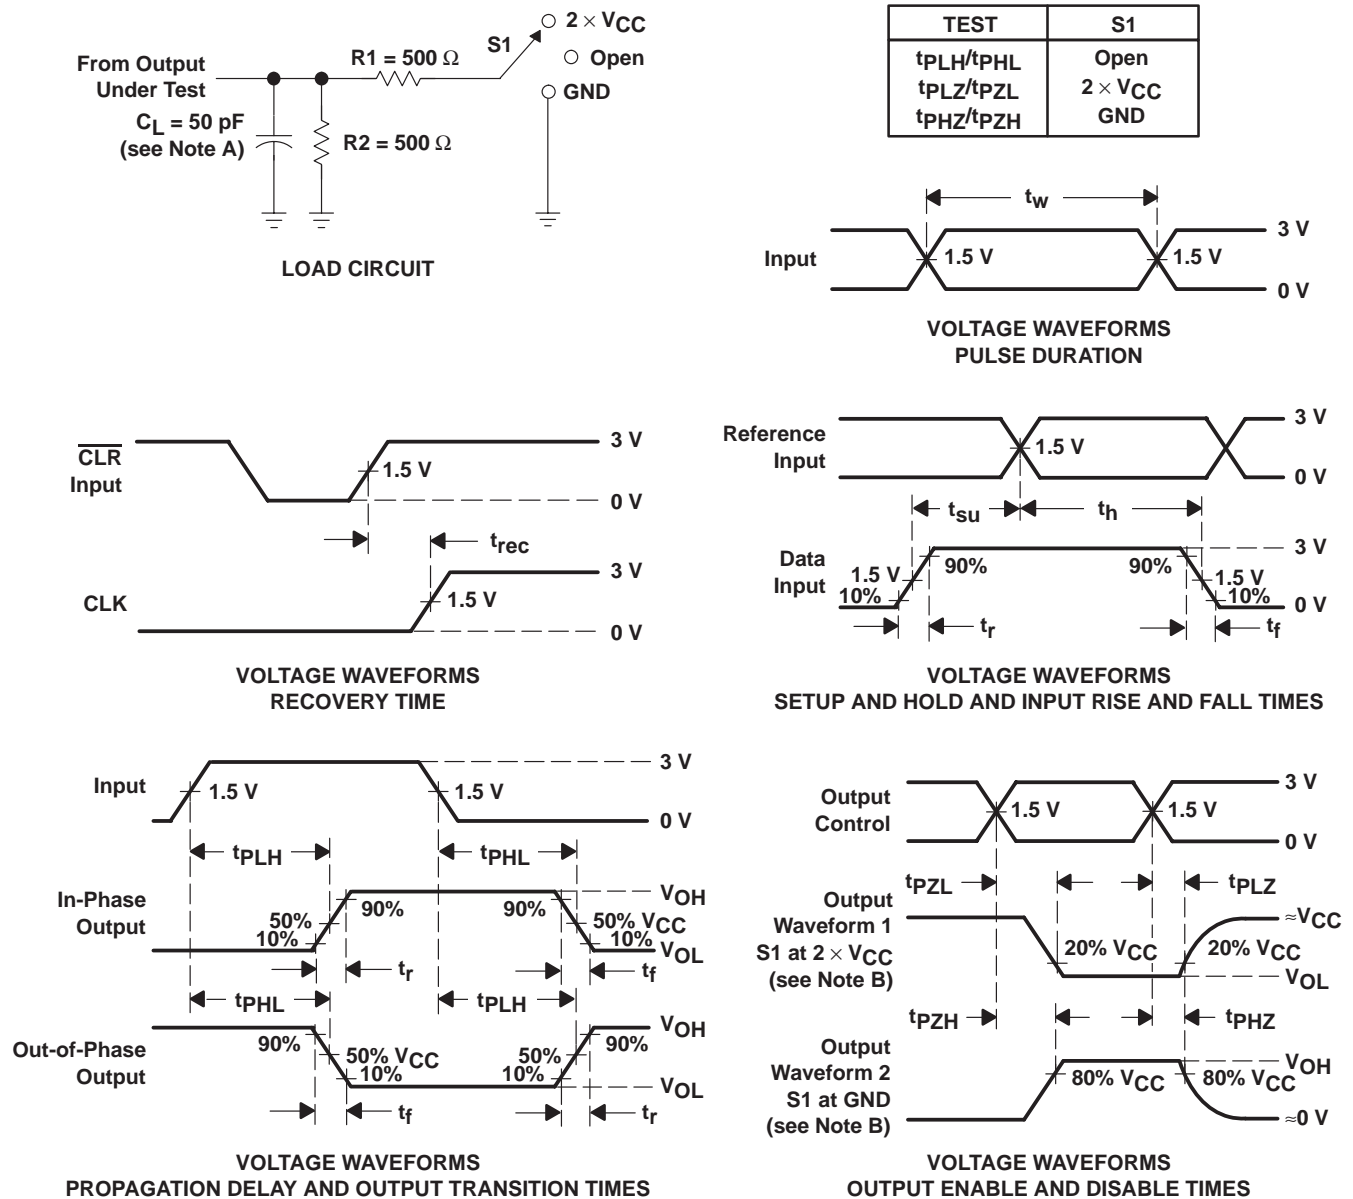 2 × VCC
S1
Open
GND
From Output
Under Test
R1 = 500 Ω
CL = 50 pF
(see Note A)
R2 = 500 Ω
LOAD CIRCUIT
TEST S1
tPLH/tPHL Open
tPLZ/tPZL 2 × VCC
tPHZ/tPZH GND
tw
Input
1.5 V 1.5 V
3 V
0 V
VOLTAGE WAVEFORMS
PULSE DURATION
CLR
Input
1.5 V
3 V
0 V
trec
CLK
1.5 V
3 V
0 V
VOLTAGE WAVEFORMS
RECOVERY TIME
Reference
Input
1.5 V
3 V
0 V
tsu th
Data
Input
1.5 V
10%
90% 90%
1.5 V
10%
3 V
0 V
tr tf
VOLTAGE WAVEFORMS
SETUP AND HOLD AND INPUT RISE AND FALL TIMES
Input
1.5 V 1.5 V
3 V
0 V
tPLH tPHL
In-Phase
Output
50%
10%
90% 90%
50% VCC
10%
VOH
VOL
tr tf
tPHL tPLH
Out-of-Phase
Output
90%
50% VCC
10%
50%
10%
90%
VOH
VOL
tf tr
VOLTAGE WAVEFORMS
PROPAGATION DELAY AND OUTPUT TRANSITION TIMES
Output
Control
1.5 V 1.5 V
3 V
0 V
tPZL tPLZ
Output
Waveform 1
S1 at 2 × VCC
(see Note B)
20% VCC 20% VCC
≈VCC
VOL
tPZH tPHZ
Output
Waveform 2
S1 at GND
(see Note B)
80% VCC 80% VCC
VOH
≈0 V
VOLTAGE WAVEFORMS
OUTPUT ENABLE AND DISABLE TIMES